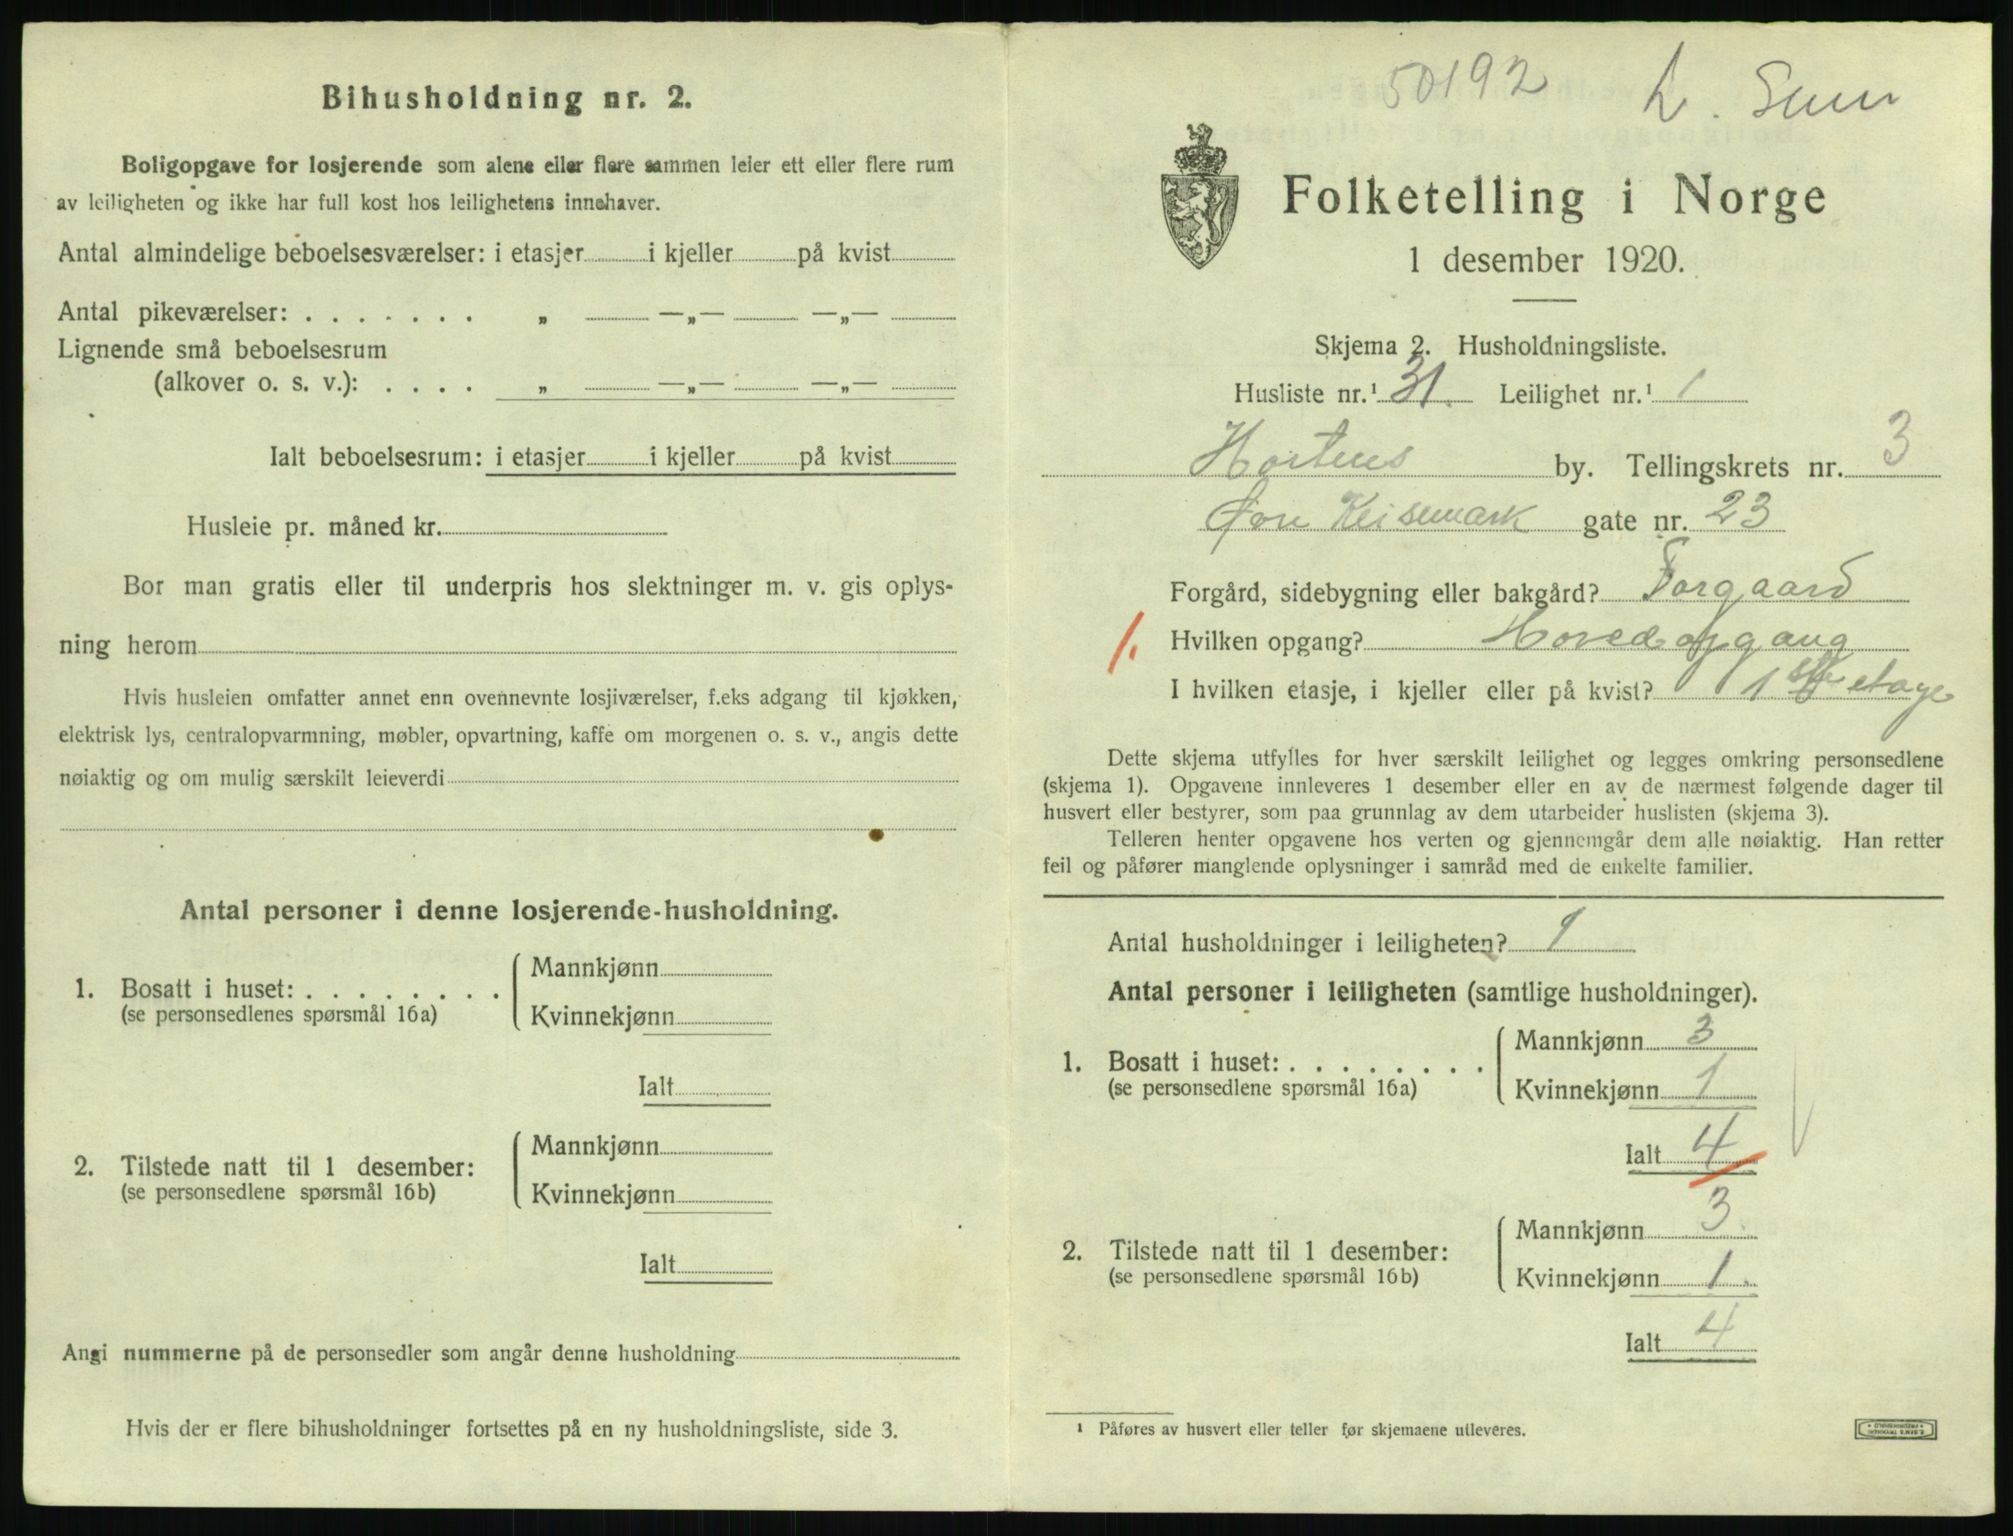 Bihusholdning nr. 2.
Boligopgave for losjerende som alene eller flere sammen leier ett eller flere rum
av leiligheten og ikke har full kost hos leilighetens innehaver.
Antal almindelige beboelsesværelser: i etasjer i kjeller på kvist
Antal pikeværelser: . . . . . . . „ —„— —„—
Lignende små beboelsesrum
(alkover o. s. v.): . . . . „ —„— —„—
Ialt beboelsesrum: i etasjer i kjeller på kvist
Husleie pr. måned kr.
Bor man gratis eller til underpris hos slektninger m. v. gis oplys-
ning herom
Hvis husleien omfatter annet enn ovennevnte losjiværelser, f.eks adgang til kjøkken,
elektrisk lys, centralopvarmning, møbler, opvartning, kaffe om morgenen o. s. v., angis dette
nøiaktig og om mulig særskilt leieverdi
Antal personer i denne losjerende-husholdning.
1. Bosatt i huset: . . . . . . . .
(se personsedlenes spørsmål 16a)
Mannkjønn
Kvinnekjønn
Ialt
2. Tilstede natt til 1 desember:
(se personsedlene spørsmål 16b)
Mannkjønn
Kvinnekjønn
Ialt
Angi nummerne på de personsedler som angår denne husholdning
Hvis der er flere bihusholdninger fortsettes på en ny husholdningsliste, side 3.
50192
Folketelling i Norge
1 desember 1920.
Skjema 2. Husholdningsliste.
Husliste nr.¹ 31. Leilighet nr.¹ 1
Hortens by. Tellingskrets nr. 3
Øvre Keisemark gate nr. 23
Forgård, sidebygning eller bakgård? Forgaard
1. Hvilken opgang? Hovedopgang
I hvilken etasje, i kjeller eller på kvist? 1ste etage
Dette skjema utfylles for hver særskilt leilighet og legges omkring personsedlene
(skjema 1). Opgavene innleveres 1 desember eller en av de nærmest følgende dager til
husvert eller bestyrer, som paa grunnlag av dem utarbeider huslisten (skjema 3).
Telleren henter opgavene hos verten og gjennemgår dem alle nøiaktig. Han retter
feil og påfører manglende oplysninger i samråd med de enkelte familier.
Antal husholdninger i leiligheten? 1
Antal personer i leiligheten (samtlige husholdninger).
1. Bosatt i huset: . . . . . . . .
(se personsedlene spørsmål 16a)
Mannkjønn 3
Kvinnekjønn 1
Ialt 4
2. Tilstede natt til 1 desember:
(se personsedlene spørsmål 16b)
Mannkjønn 3.
Kvinnekjønn 1.
Ialt 4
¹ Påføres av husvert eller teller før skjemaene utleveres.